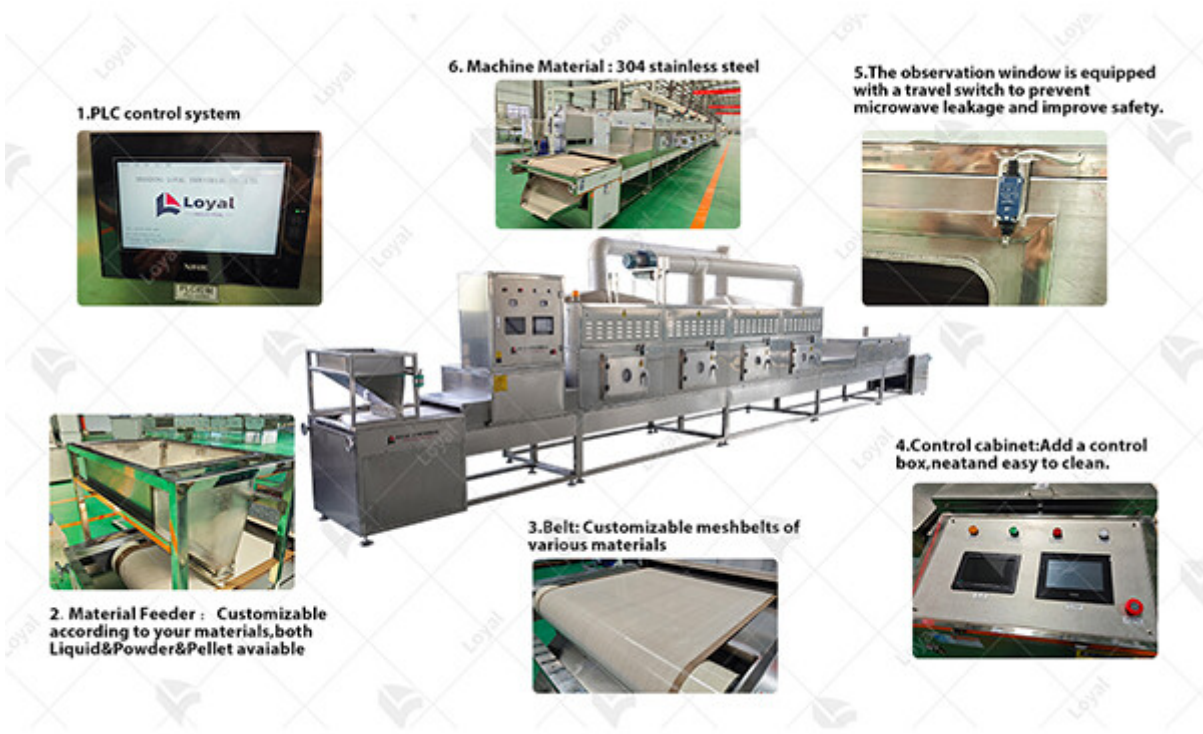 1.PLC control system
6. Machine Material : 304 stainless steel
5.The observation window is equipped
with a travel switch to prevent
microwave leakage and improve safety.
Loyal
2. Material Feeder : Customizable
according to your materials,both
Liquid&Powder&Pellet avaiable
3.Belt: Customizable meshbelts of
various materials
4.Control cabinet:Add a control
box,neatand easy to clean.